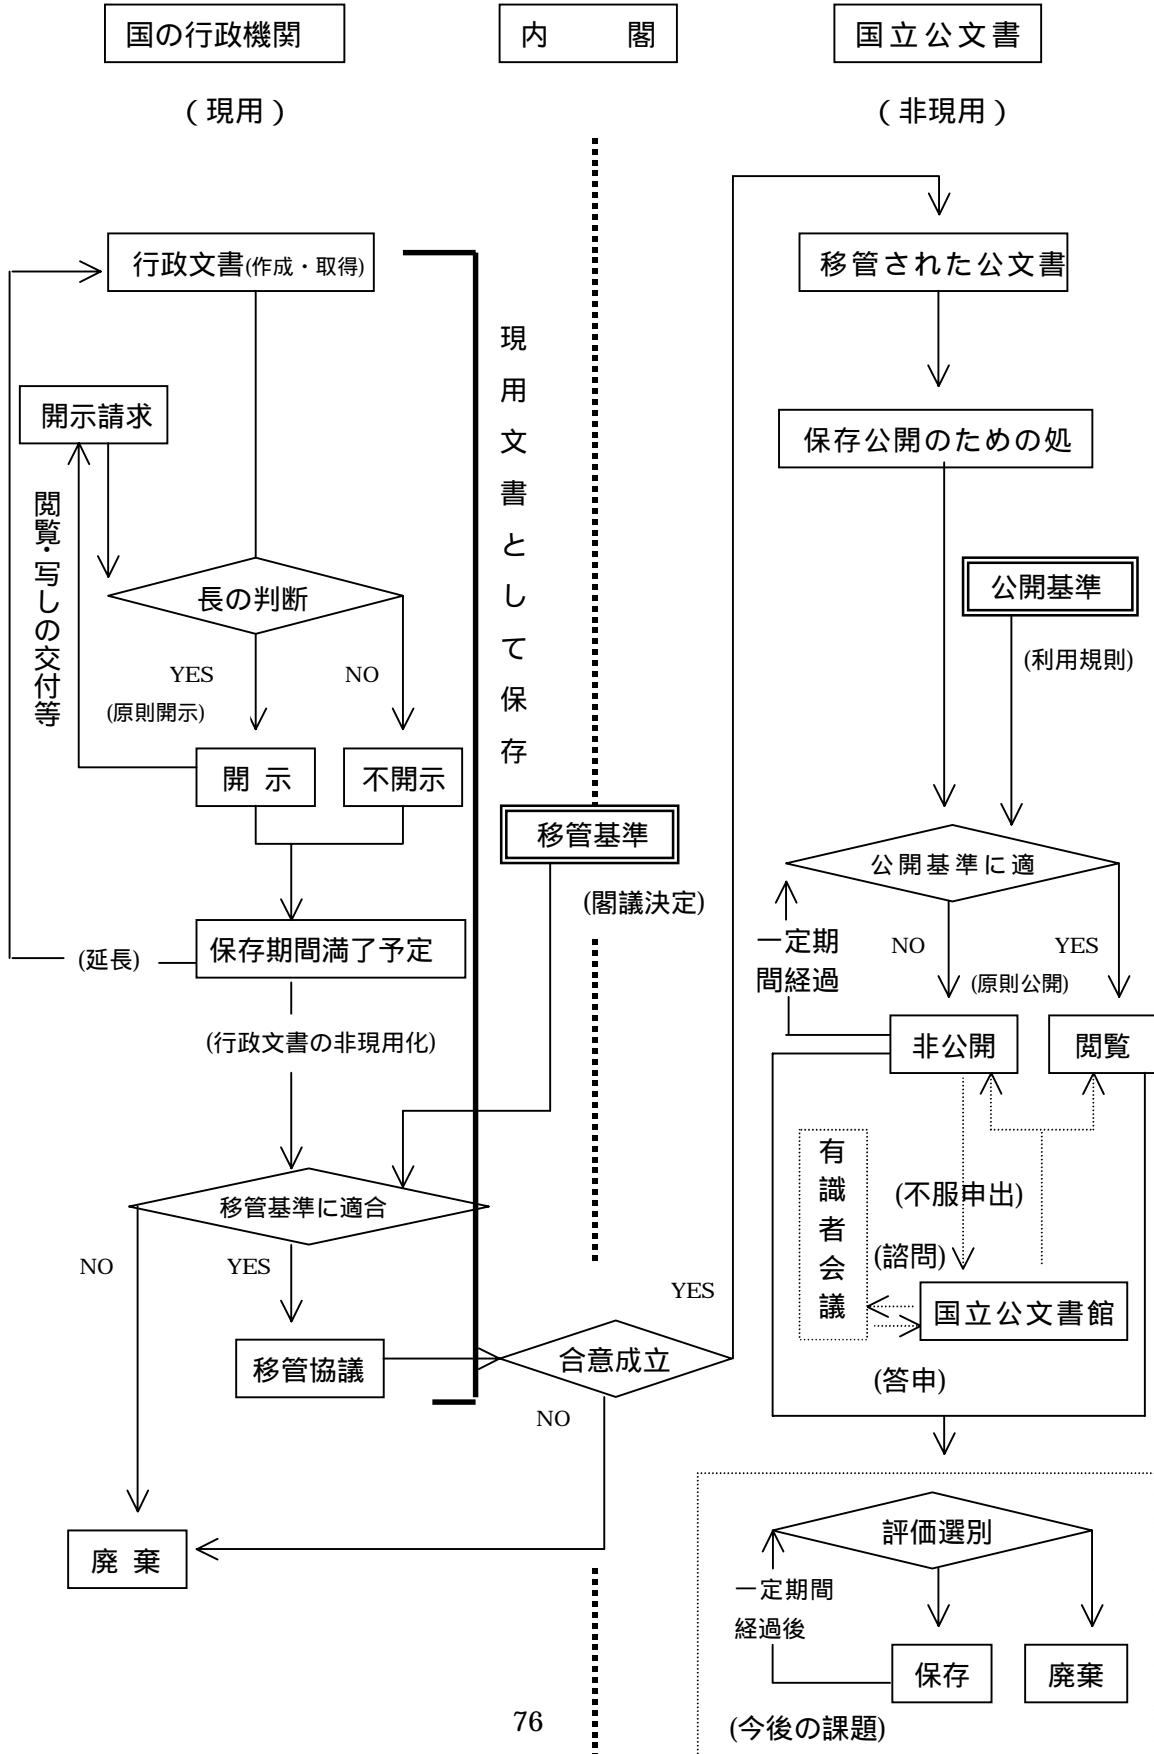 国の行政機関
内 閣
国立公文書
（現用）
（非現用）
行政文書(作成・取得)
移管された公文書
現用文書として保存
開示請求
保存公開のための処
閲覧・写しの交付等
長の判断
公開基準
(利用規則)
YES
NO
(原則開示)
開 示
不開示
移管基準
公開基準に適
(閣議決定)
保存期間満了予定
(延長)
一定期
間経過
NO
YES
(原則公開)
(行政文書の非現用化)
非公開
閲覧
有識者会議
(不服申出)
移管基準に適合
NO
YES
(諮問)
YES
国立公文書館
移管協議
合意成立
(答申)
NO
評価選別
廃 棄
一定期間
経過後
保存
廃棄
76
(今後の課題)